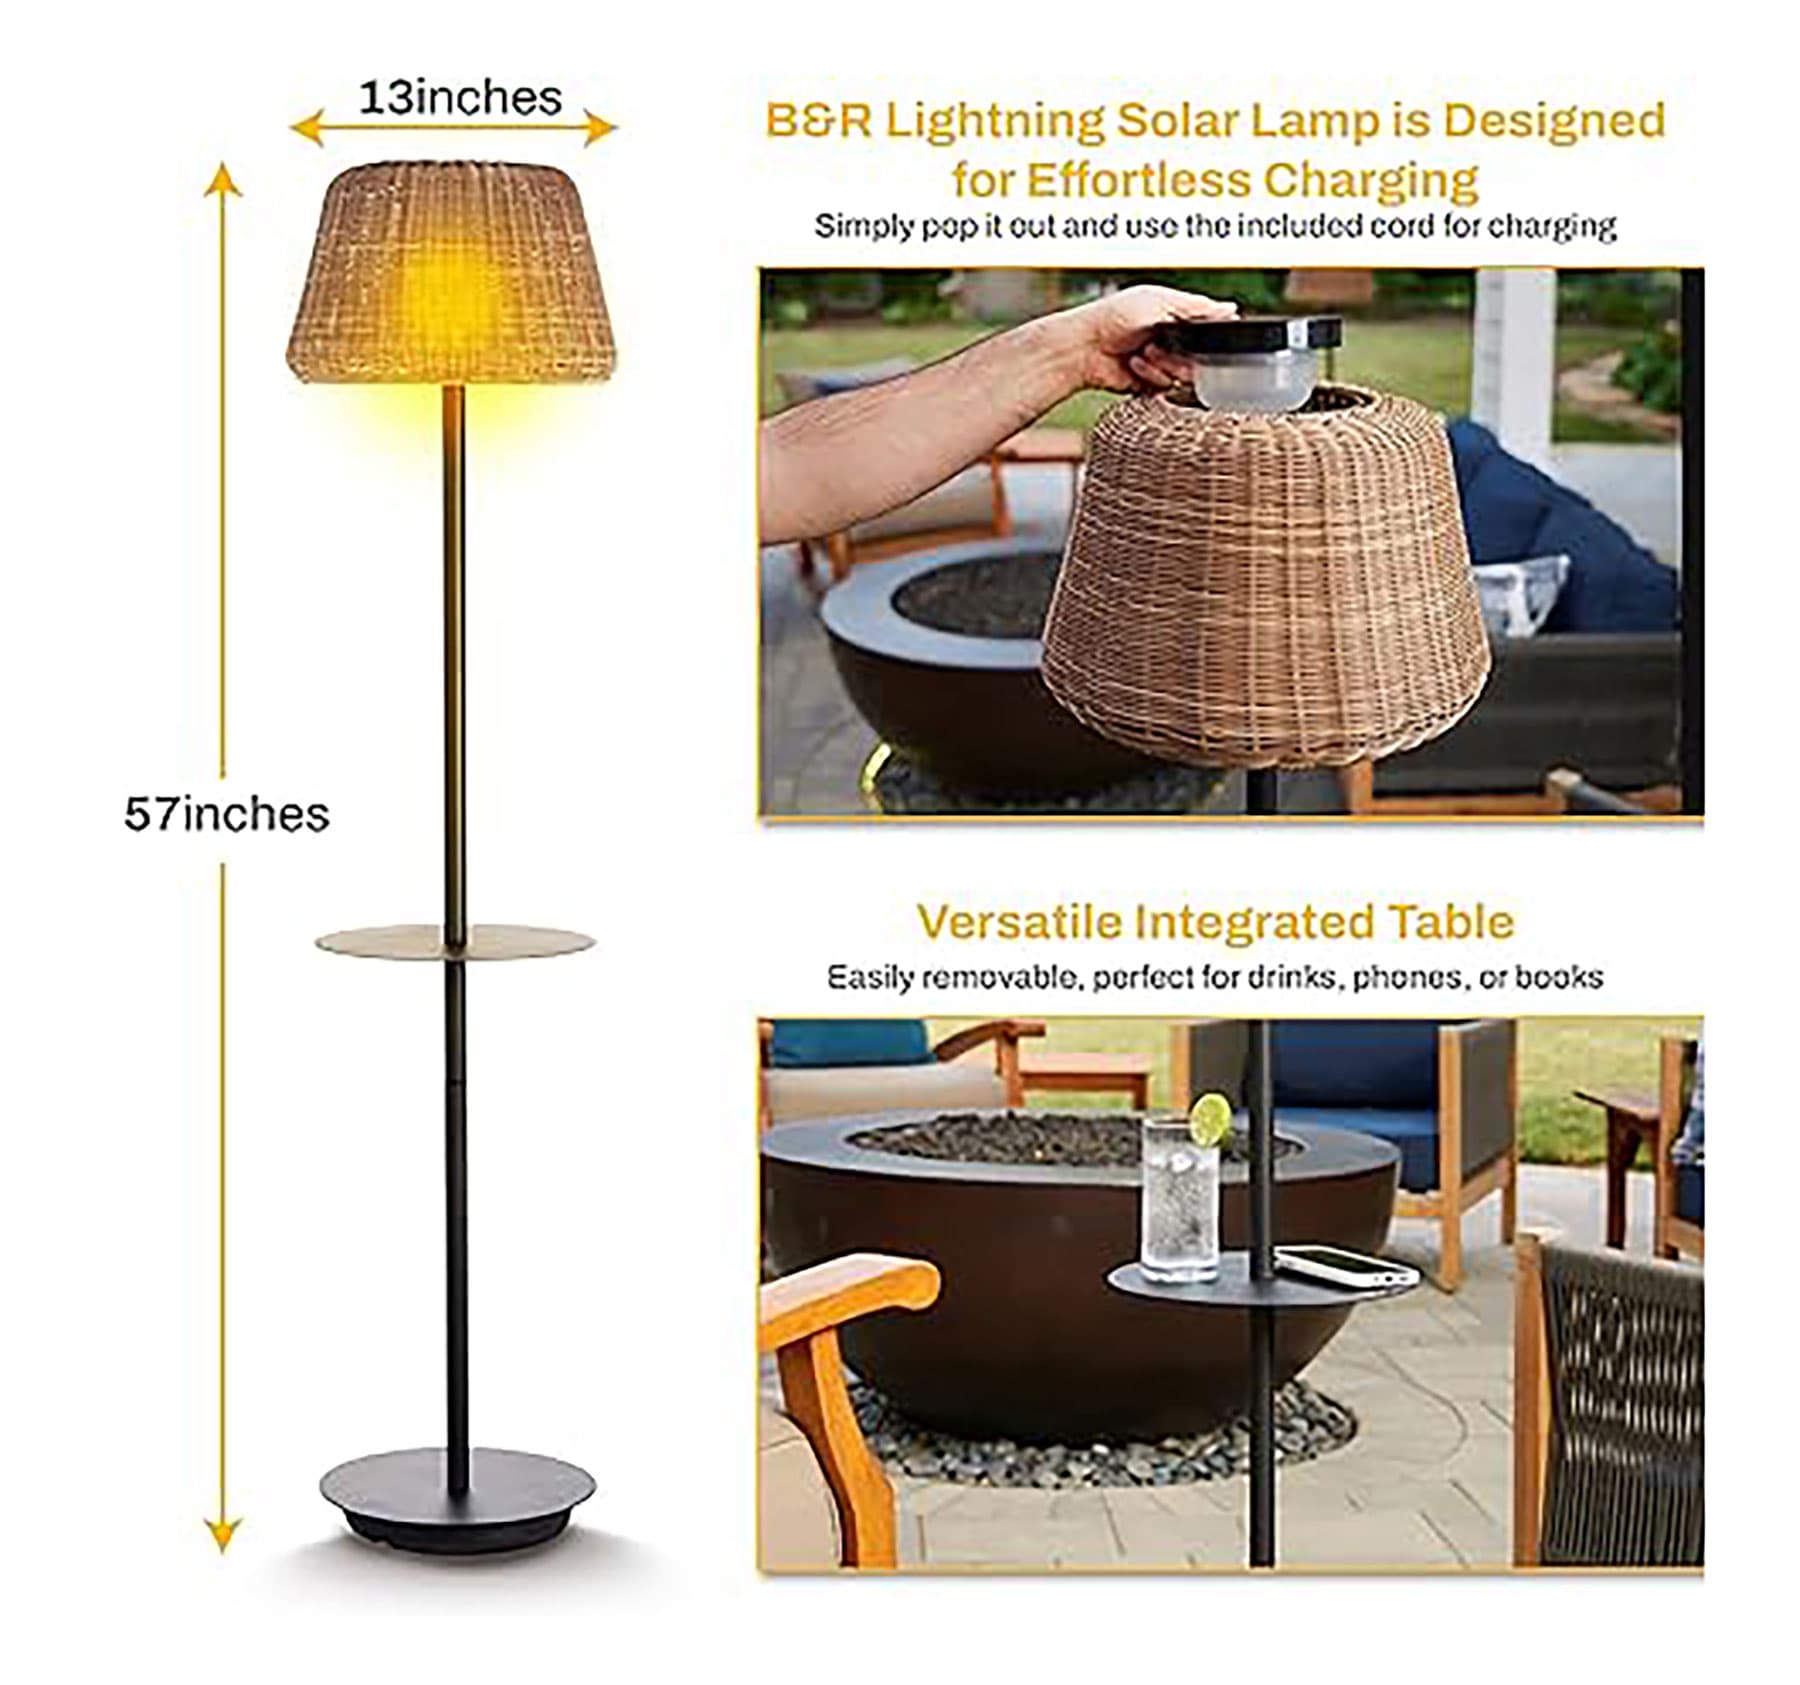 13inches
B&R Lightning Solar Lamp is Designed
for Effortless Charging
Simply pop it out and use the included cord for charging
57inches
Versatile Integrated Table
Easily removable, perfect for drinks, phones, or books